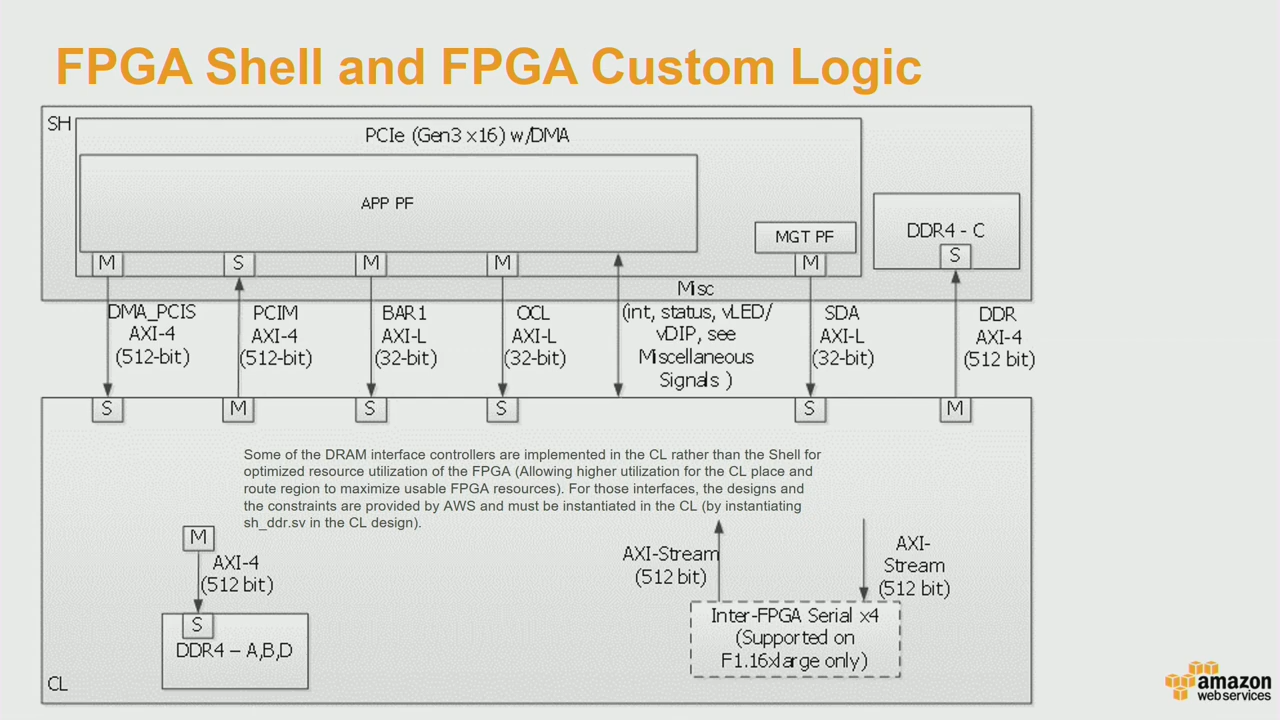 FPGA Shell and FPGA Custom Logic
SH
PCIe (Gen3 x16) w/DMA
APP PF
MGT PF
DDR4 - C
S
M
S
M
M
M
Misc
(int, status, vLED/
vDIP, see
Miscellaneous
Signals )
DMA_PCIS
AXI-4
(512-bit)
PCIM
AXI-4
(512-bit)
BAR1
AXI-L
(32-bit)
OCL
AXI-L
(32-bit)
SDA
AXI-L
(32-bit)
DDR
AXI-4
(512 bit)
S
M
S
S
S
M
Some of the DRAM interface controllers are implemented in the CL rather than the Shell for
optimized resource utilization of the FPGA (Allowing higher utilization for the CL place and
route region to maximize usable FPGA resources). For those interfaces, the designs and
the constraints are provided by AWS and must be instantiated in the CL (by instantiating
sh_ddr.sv in the CL design).
M
AXI-4
(512 bit)
S
DDR4 – A,B,D
AXI-Stream
(512 bit)
AXI-
Stream
(512 bit)
Inter-FPGA Serial x4
(Supported on
F1.16xlarge only)
CL
amazon
web services